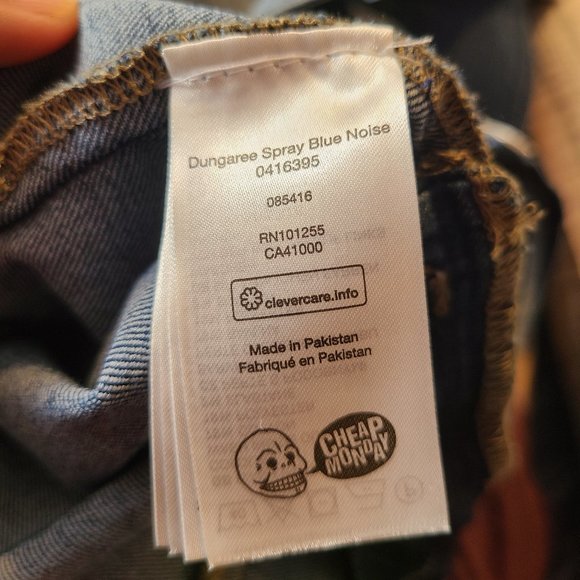 Dungaree Spray Blue Noise
0416395
085416
RN101255
CA41000
clevercare.info
Made in Pakistan
Fabriqué en Pakistan
CHEAP
MONDAY